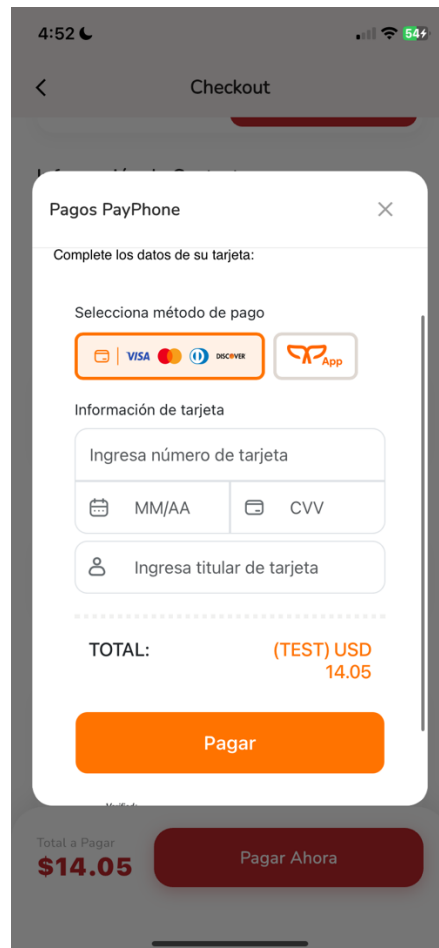 4:52
54
Checkout
Pagos PayPhone
Complete los datos de su tarjeta:
Selecciona método de pago
VISA DISCOVER
App
Información de tarjeta
Ingresa número de tarjeta
MM/AA
CVV
Ingresa titular de tarjeta
TOTAL:
(TEST) USD
14.05
Pagar
Total a Pagar
$14.05
Pagar Ahora